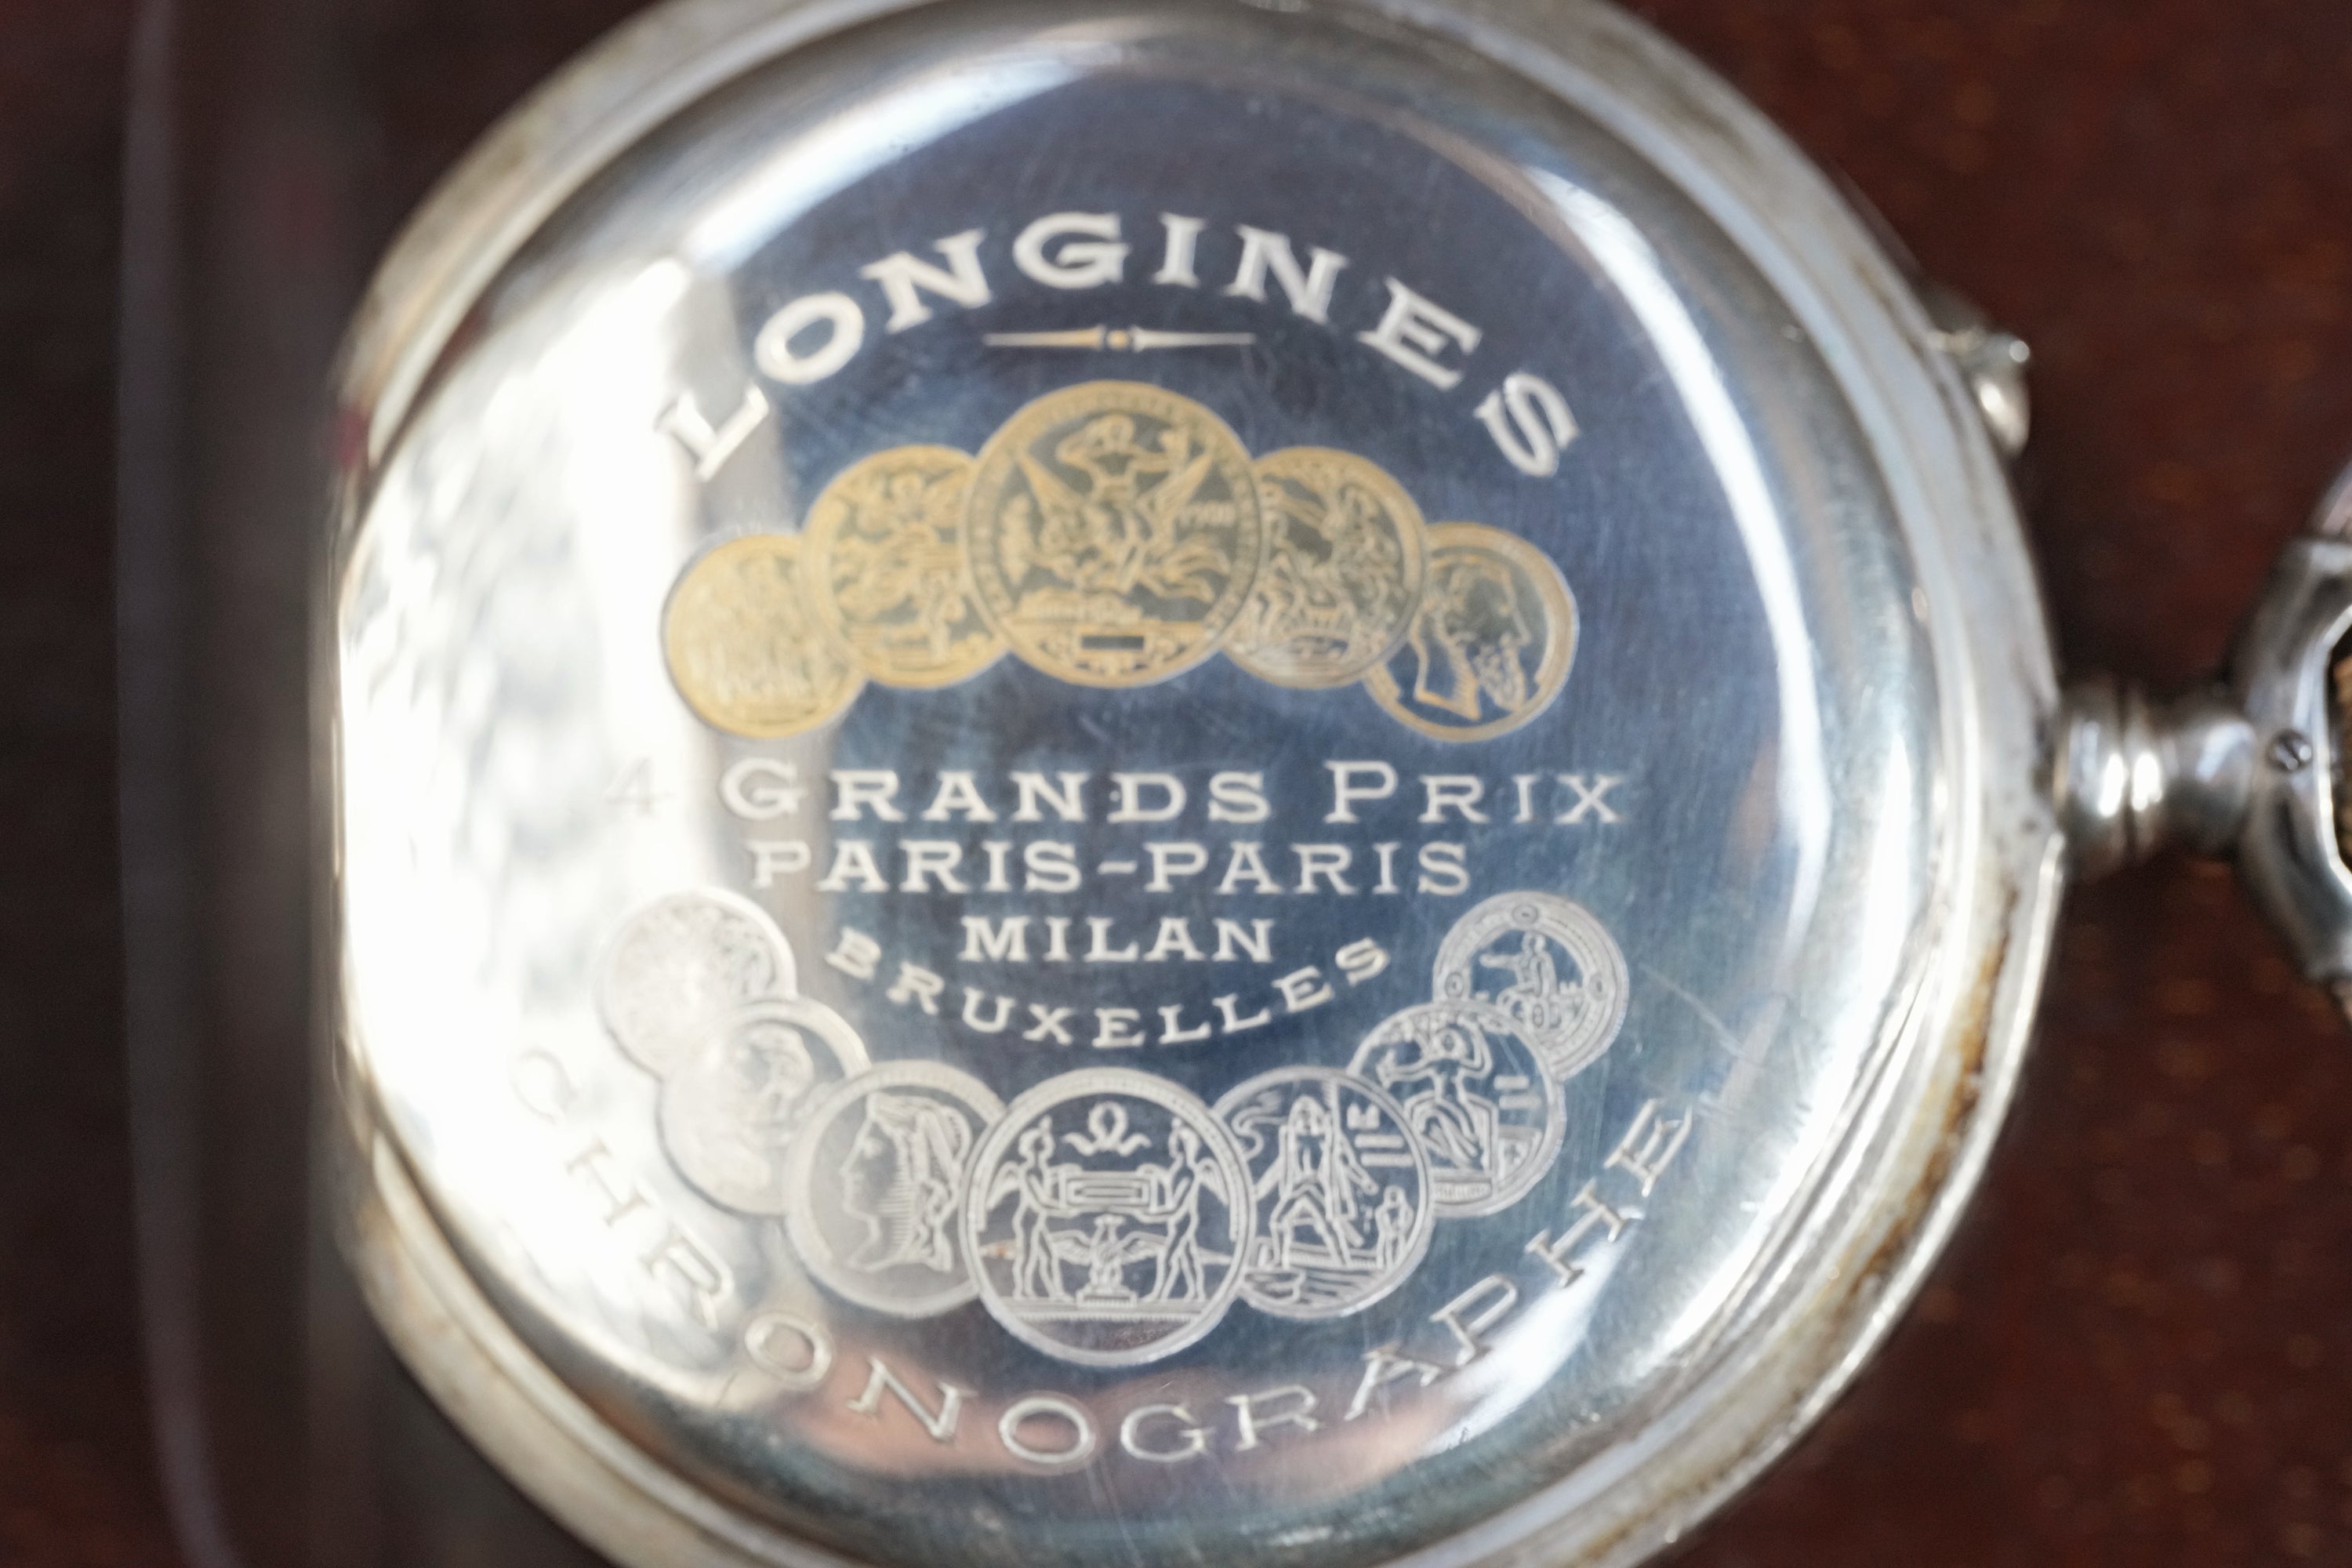 LONGINES
4 GRANDS PRIX
PARIS-PARIS
MILAN
BRUXELLES
CHRONOGRAPHE